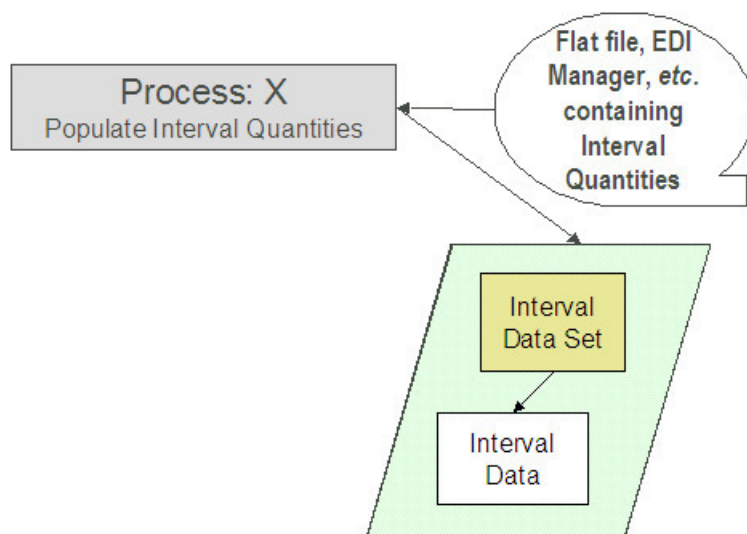 Process: X
Populate Interval Quantities
Flat file, EDI
Manager, etc.
containing
Interval
Quantities
Interval
Data Set
Interval
Data